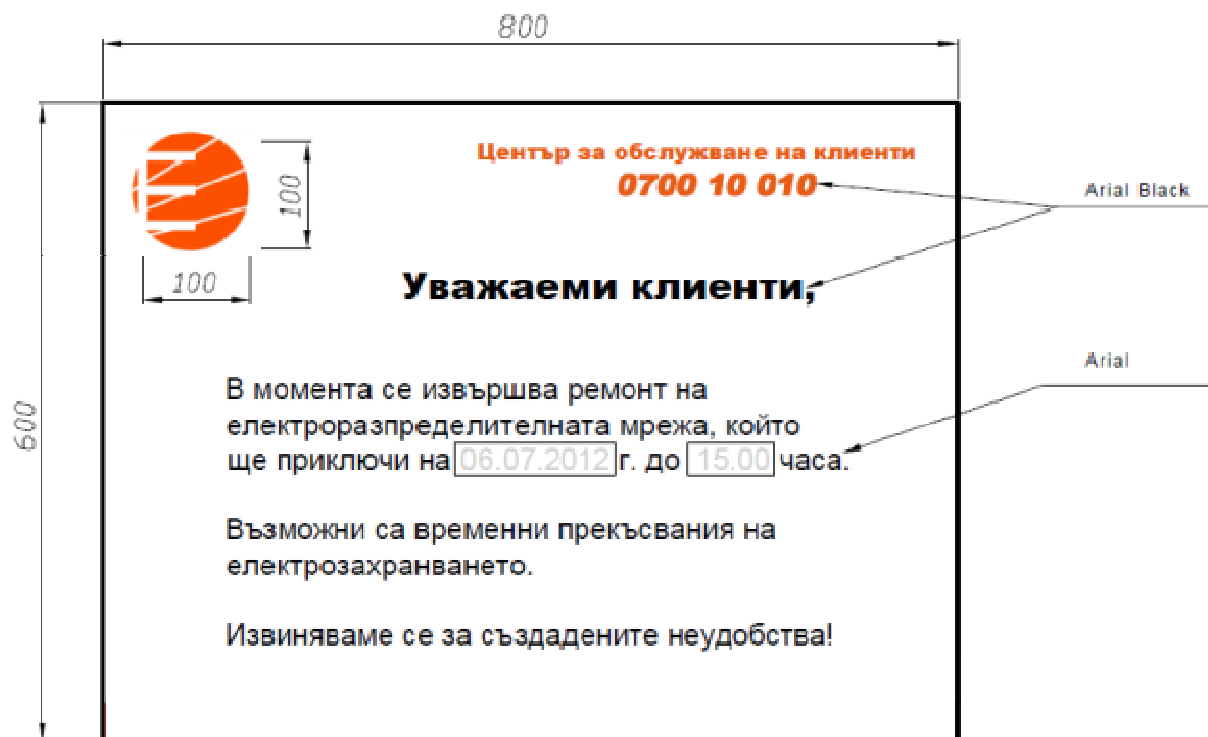 800
Център за обслужване на клиенти
0700 10 010
Arial Black
100
100
Уважаеми клиенти,
Arial
600
В момента се извършва ремонт на
електроразпределителната мрежа, който
ще приключи на 06.07.2012 г. до 15.00 часа.
Възможни са временни прекъсвания на
електрозахранването.
Извиняваме се за създадените неудобства!